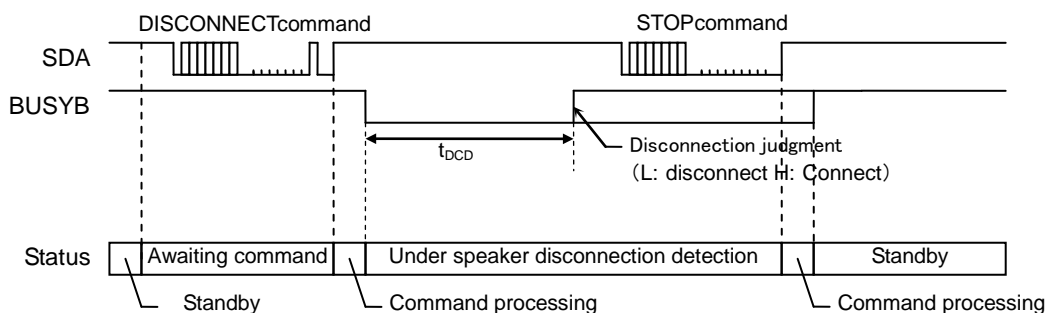 DISCONNECTcommand
STOPcommand
SDA
BUSYB
tDCD
Disconnection judgment
(L: disconnect H: Connect)
Status
Awaiting command
Under speaker disconnection detection
Standby
Standby
Command processing
Command processing